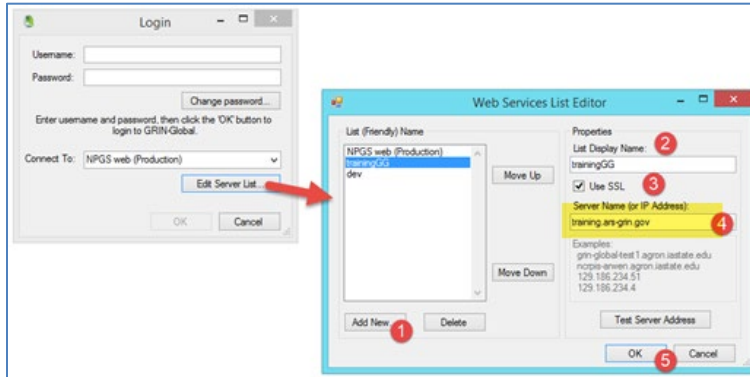 Login
Username:
Password:
Change password...
Enter username and password, then click the 'OK' button to
login to GRIN-Global.
Connect To: NPGS web (Production)
Edit Server List...
OK Cancel
Web Services List Editor
List (Friendly) Name
NPGS web (Production)
trainingGG
dev
Move Up
Move Down
Add New... 1 Delete
Properties
List Display Name: 2
trainingGG
Use SSL 3
Server Name (or IP Address):
training.ars-grin.gov 4
Examples:
grin-global-test1.agron.iastate.edu
ncrpis-arwen.agron.iastate.edu
129.186.234.51
129.186.234.4
Test Server Address
OK 5 Cancel